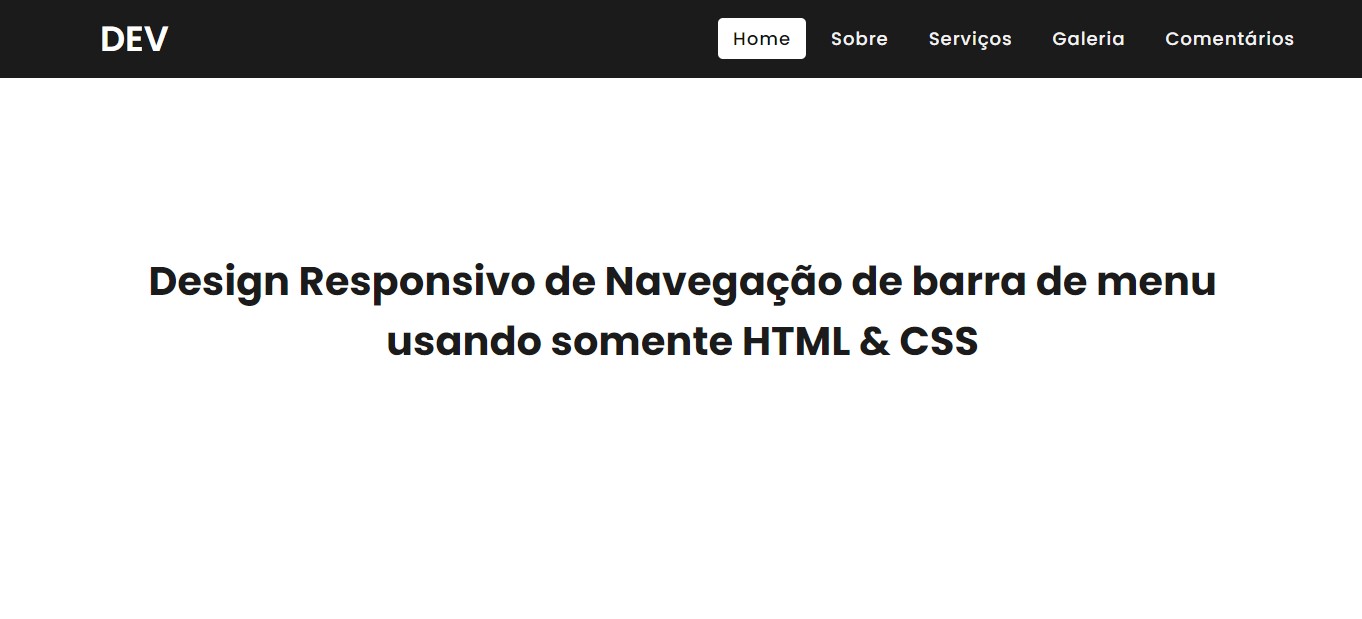 DEV
Home
Sobre
Serviços
Galeria
Comentários
Design Responsivo de Navegação de barra de menu
usando somente HTML & CSS